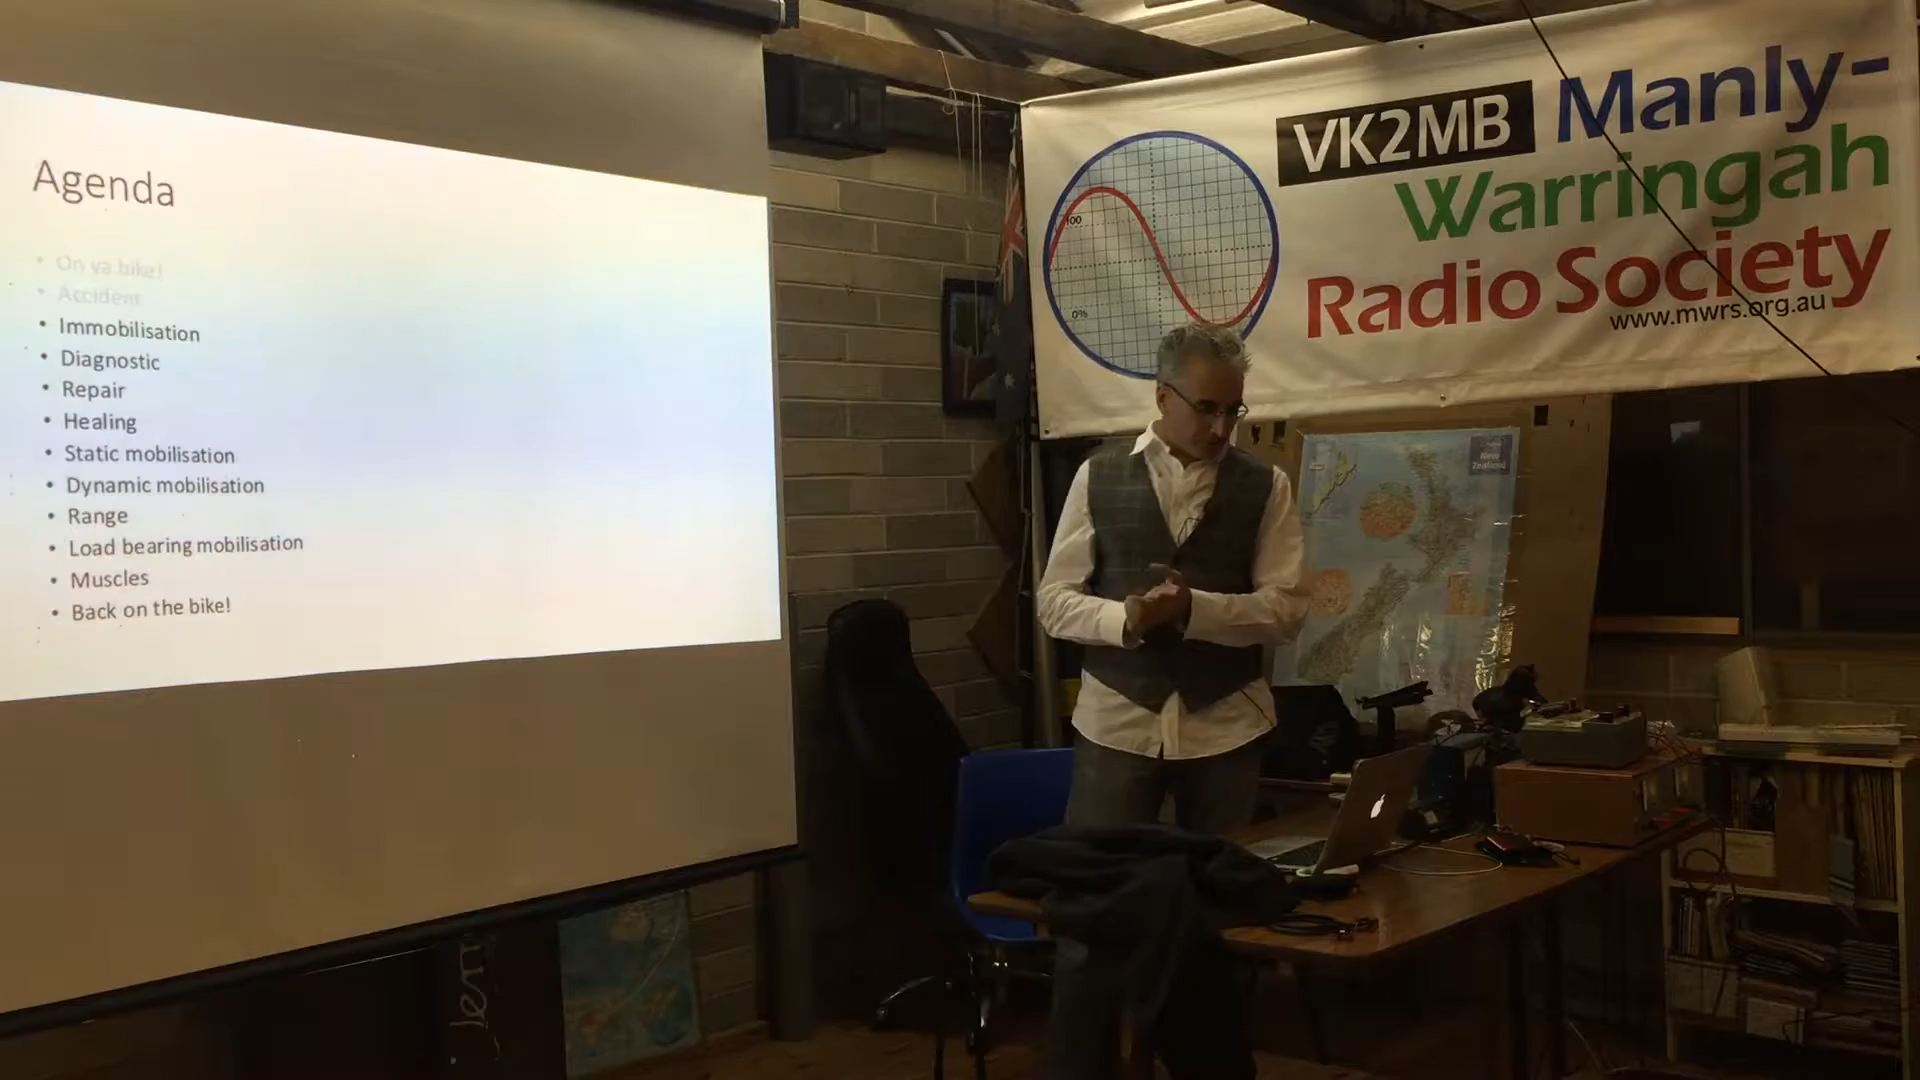 Agenda
• On ya bike!
• Accident
• Immobilisation
• Diagnostic
• Repair
• Healing
• Static mobilisation
• Dynamic mobilisation
• Range
• Load bearing mobilisation
• Muscles
• Back on the bike!
VK2MB Manly-
Warringah
Radio Society
www.mwrs.org.au
100
0%
New
Zealand